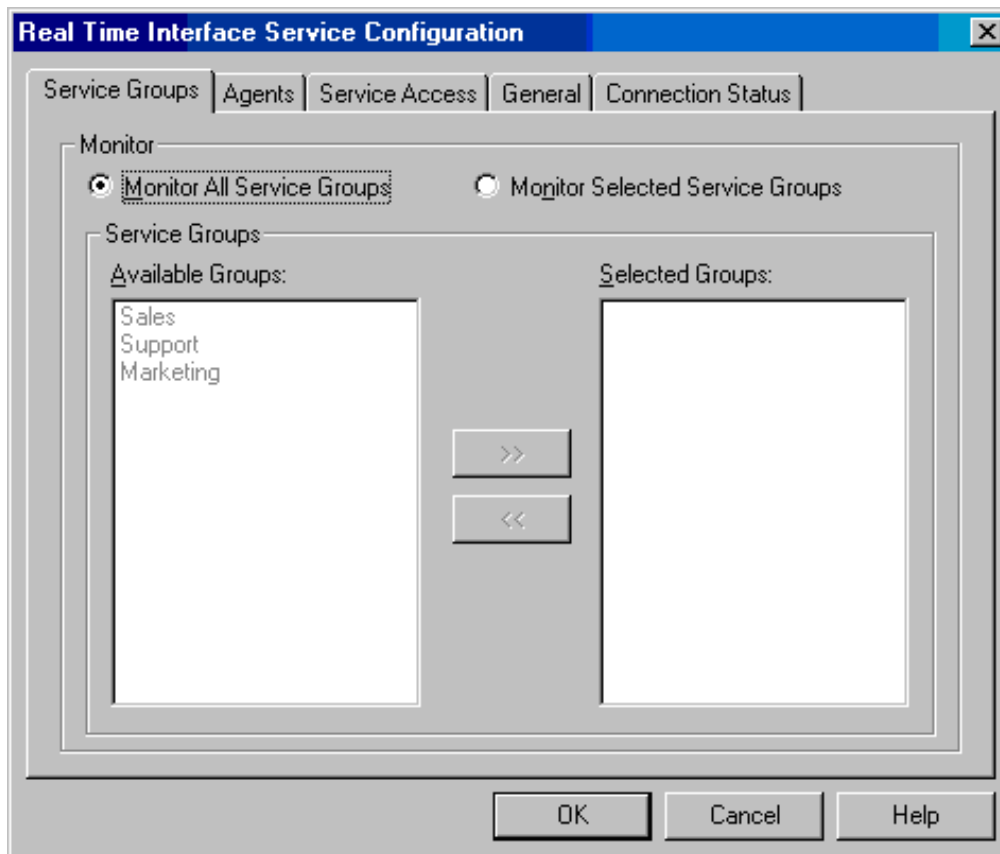 Real Time Interface Service Configuration
Service Groups Agents Service Access General Connection Status
Monitor
Monitor All Service Groups Monitor Selected Service Groups
Service Groups
Available Groups: Selected Groups:
Sales
Support
Marketing
>>
<<
OK Cancel Help